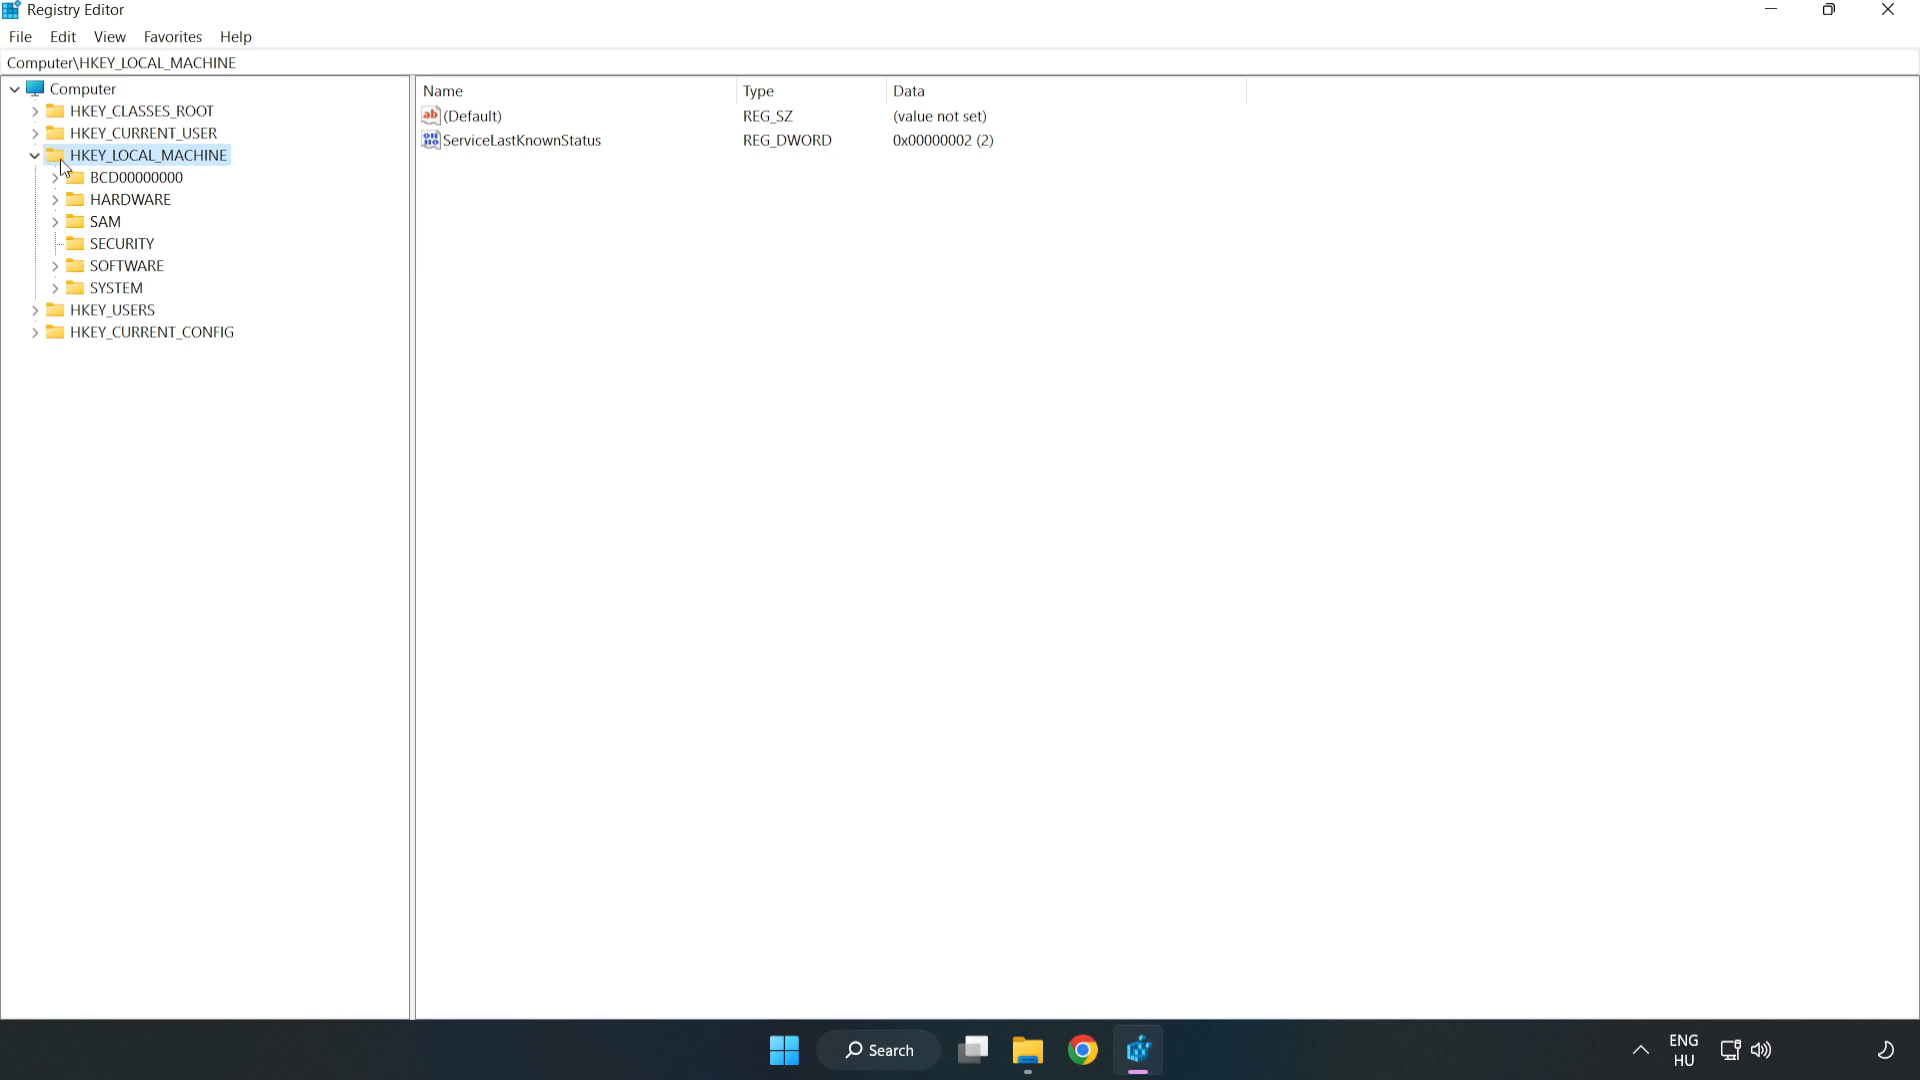 Registry Editor
File Edit View Favorites Help
Computer\HKEY_LOCAL_MACHINE
Computer
HKEY_CLASSES_ROOT
HKEY_CURRENT_USER
HKEY_LOCAL_MACHINE
BCD00000000
HARDWARE
SAM
SECURITY
SOFTWARE
SYSTEM
HKEY_USERS
HKEY_CURRENT_CONFIG
Name Type Data
(Default) REG_SZ (value not set)
ServiceLastKnownStatus REG_DWORD 0x00000002 (2)
Search
ENG
HU